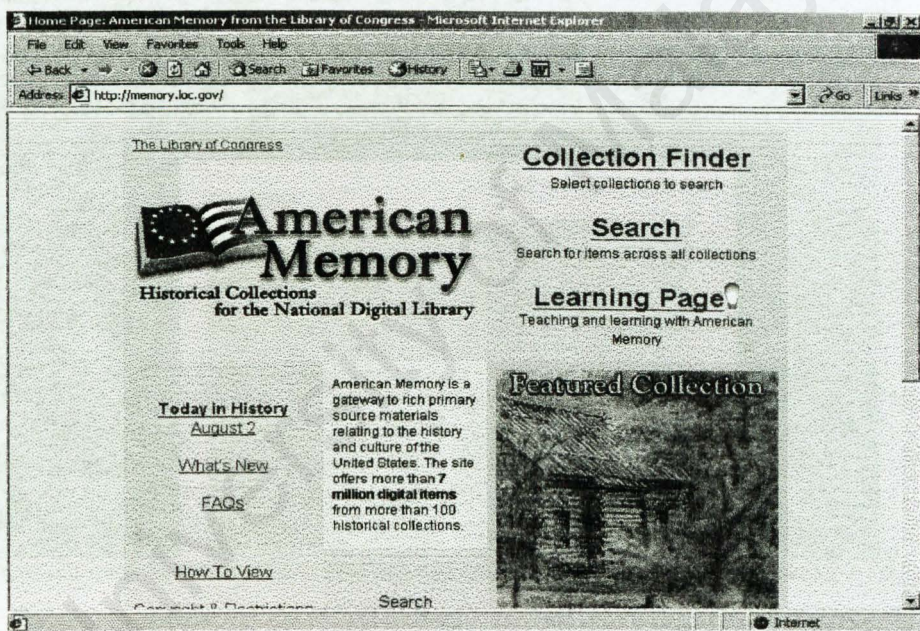 Home Page: American Memory from the Library of Congress - Microsoft Internet Explorer
File Edit View Favorites Tools Help
Back Search Favorites History
Address http://memory.loc.gov/ Go Links »
The Library of Congress
American
Memory
Historical Collections
for the National Digital Library
Collection Finder
Select collections to search
Search
Search for items across all collections
Learning Page
Teaching and learning with American
Memory
Today in History
August 2
What's New
FAQs
How To View
American Memory is a
gateway to rich primary
source materials
relating to the history
and culture of the
United States. The site
offers more than 7
million digital items
from more than 100
historical collections.
Search
Featured Collection
Internet